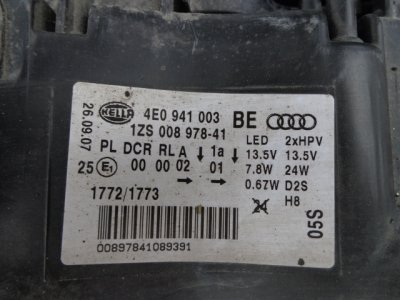 HELLA
4E0 941 003 BE
26.09.07
1ZS 008 978-41
LED 2xHPV
PL DCR RLA ↓1a↓ 13.5V 13.5V
25 E1 00 00 02 01 7.8W 24W
→ → 0.67W D2S
1772/1773 24 H8
05S
00897841089391